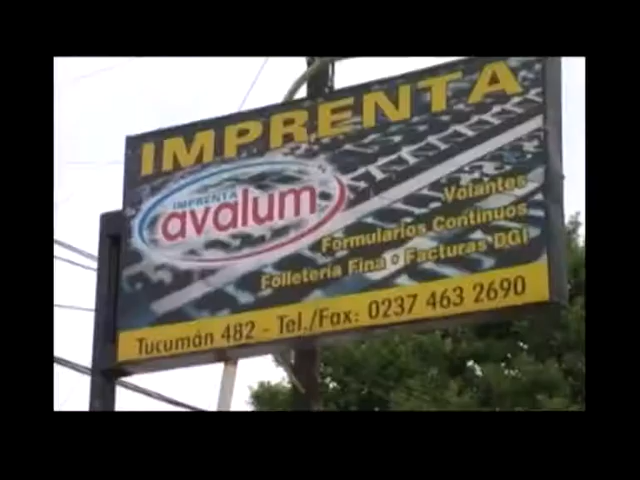 IMPRENTA
IMPRENTA
avalum
Volantes
Formularios Continuos
Folletería Fina • Facturas DGI
Tucumán 482 - Tel./Fax: 0237 463 2690